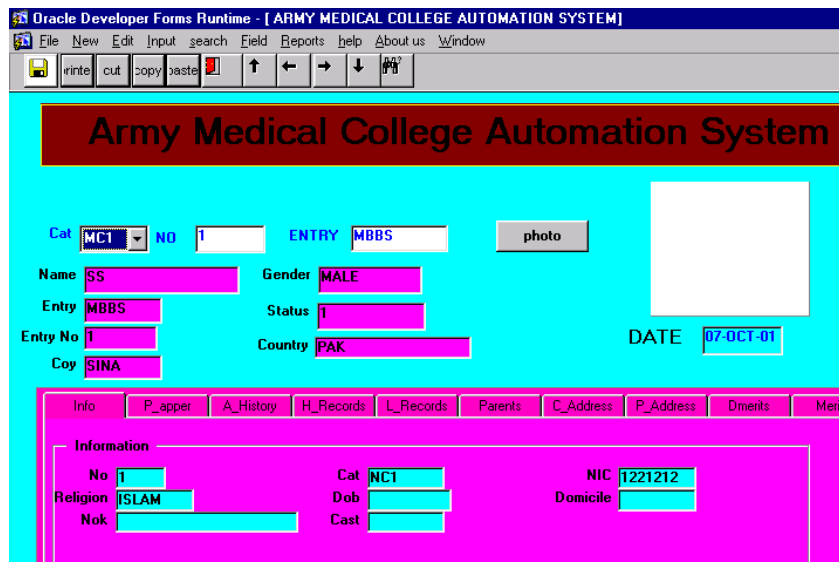 Oracle Developer Forms Runtime - [ ARMY MEDICAL COLLEGE AUTOMATION SYSTEM]
File New Edit Input search Field Reports help About us Window
rinte cut copy paste
Army Medical College Automation System
Cat MC1 NO 1 ENTRY MBBS photo
Name SS Gender MALE
Entry MBBS Status 1
Entry No 1 Country PAK DATE 07-OCT-01
Coy SINA
Info P_apper A_History H_Records L_Records Parents C_Address P_Address Dmerits Meri
Information
No 1 Cat NC1 NIC 1221212
Religion ISLAM Dob Domicile
Nok Cast